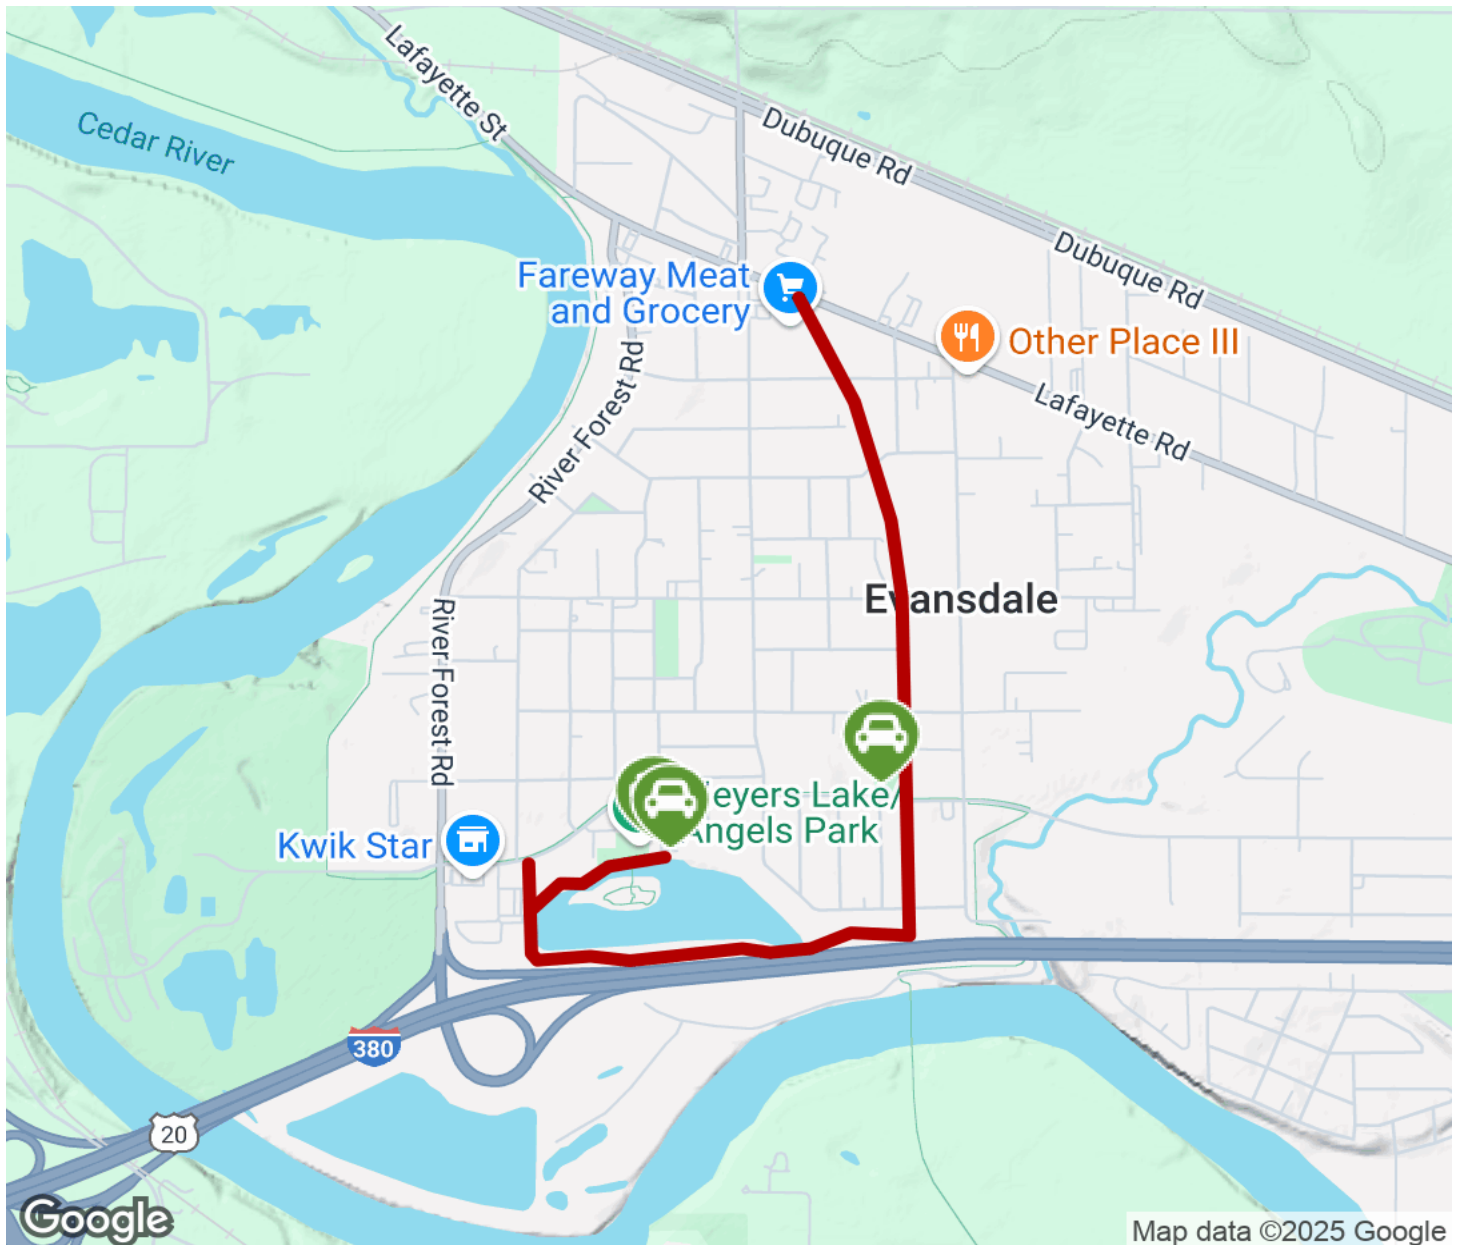 Lafayette St
Cedar River
Dubuque Rd
Dubuque Rd
Fareway Meat
and Grocery
Other Place III
River Forest Rd
Lafayette Rd
Evansdale
River Forest Rd
eyers Lake/
Angels Park
Kwik Star
380
20
Google
Map data ©2025 Google